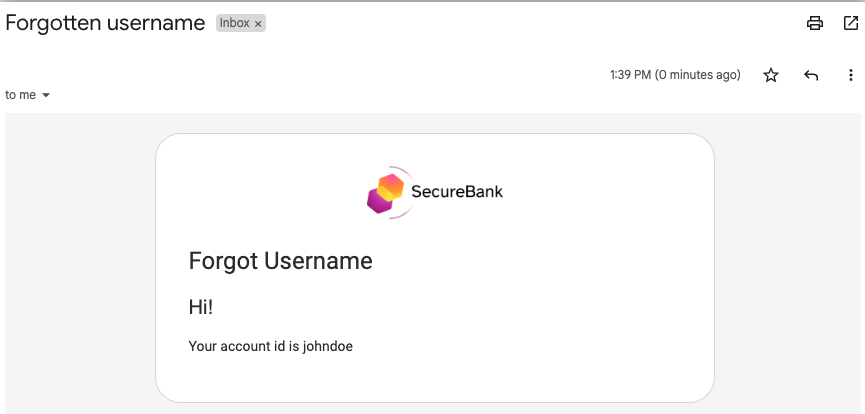 Forgotten username Inbox ×
1:39 PM (0 minutes ago)
to me
SecureBank
Forgot Username
Hi!
Your account id is johndoe